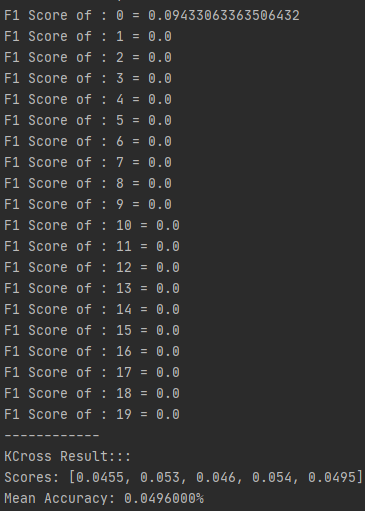 F1 Score of : 0 = 0.09433063363506432
F1 Score of : 1 = 0.0
F1 Score of : 2 = 0.0
F1 Score of : 3 = 0.0
F1 Score of : 4 = 0.0
F1 Score of : 5 = 0.0
F1 Score of : 6 = 0.0
F1 Score of : 7 = 0.0
F1 Score of : 8 = 0.0
F1 Score of : 9 = 0.0
F1 Score of : 10 = 0.0
F1 Score of : 11 = 0.0
F1 Score of : 12 = 0.0
F1 Score of : 13 = 0.0
F1 Score of : 14 = 0.0
F1 Score of : 15 = 0.0
F1 Score of : 16 = 0.0
F1 Score of : 17 = 0.0
F1 Score of : 18 = 0.0
F1 Score of : 19 = 0.0
------------
KCross Result:::
Scores: [0.0455, 0.053, 0.046, 0.054, 0.0495]
Mean Accuracy: 0.0496000%